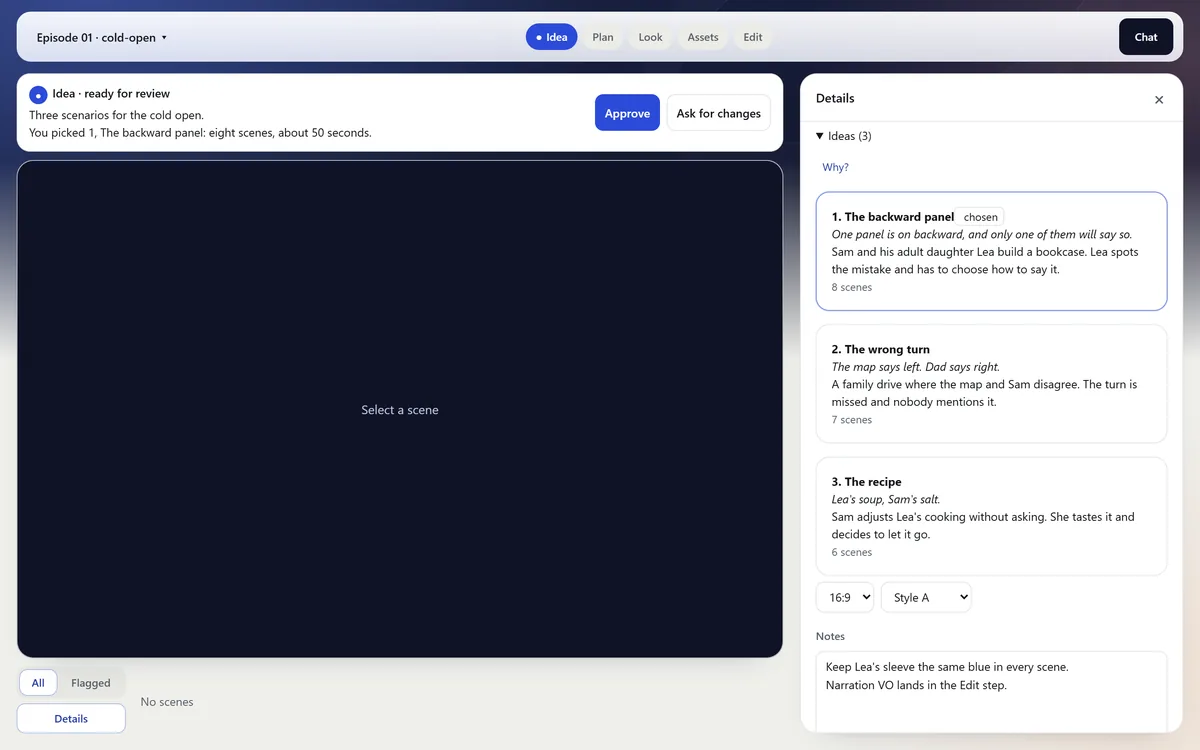 Episode 01 · cold-open
Idea
Plan
Look
Assets
Edit
Chat
Idea · ready for review
Three scenarios for the cold open.
You picked 1, The backward panel: eight scenes, about 50 seconds.
Approve
Ask for changes
Select a scene
All
Flagged
Details
No scenes
Details
Ideas (3)
Why?
1. The backward panel chosen
One panel is on backward, and only one of them will say so.
Sam and his adult daughter Lea build a bookcase. Lea spots
the mistake and has to choose how to say it.
8 scenes
2. The wrong turn
The map says left. Dad says right.
A family drive where the map and Sam disagree. The turn is
missed and nobody mentions it.
7 scenes
3. The recipe
Lea's soup, Sam's salt.
Sam adjusts Lea's cooking without asking. She tastes it and
decides to let it go.
6 scenes
16:9
Style A
Notes
Keep Lea's sleeve the same blue in every scene.
Narration VO lands in the Edit step.